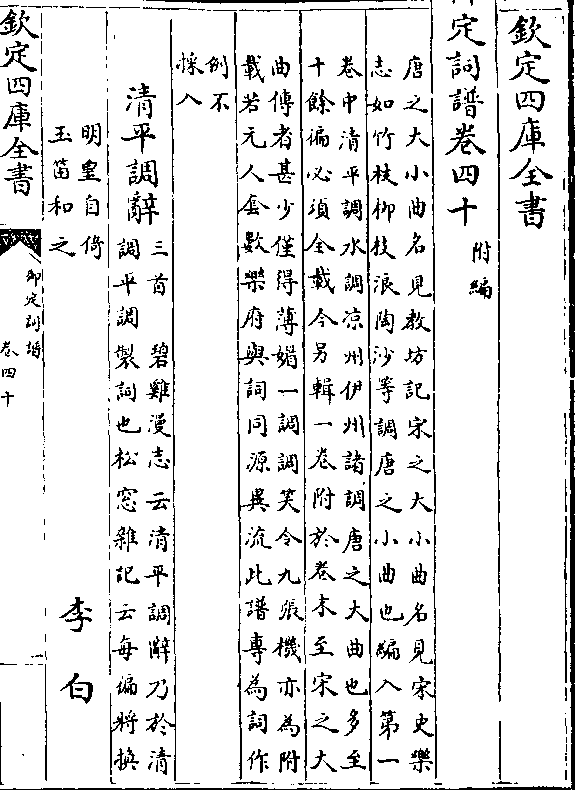 欽定四庫全書
定詞譜卷四十
附編
唐之大小曲名見教坊記宋之大小曲名見宋史樂
志如竹枝柳枝浪陶沙等調唐之小曲也編入第一
卷中清平調水調凉州伊州諸調唐之大曲也多至
十餘偏必須全載今另輯一卷附於卷末至宋之大
曲傳者甚少僅得薄媚一調調笑令九張機亦為附
載若元人套數樂府與詞同源異流此譜專為詞作
例不
採入
清平調辭
三首 碧雞漫志云清平調辭乃於清
調平調製詞也松窓雜記云每偏將換
明皇自倚
玉笛和之
李白
欽定四庫全書
御定詞譜
卷四十